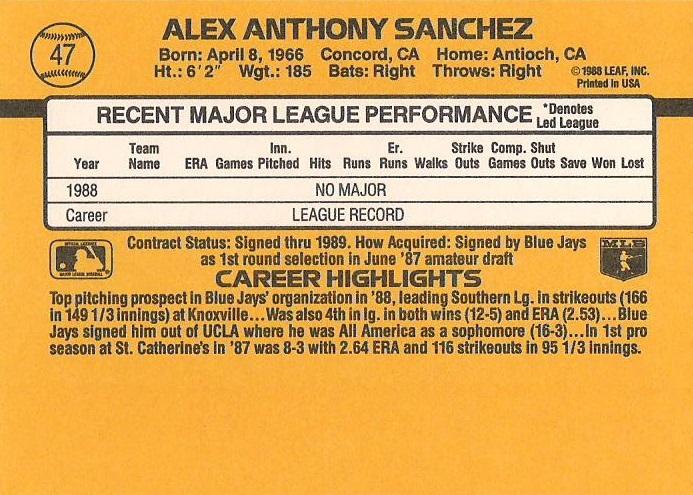 47
ALEX ANTHONY SANCHEZ
Born: April 8, 1966 Concord, CA Home: Antioch, CA
Ht.: 6'2" Wgt.: 185 Bats: Right Throws: Right
©1988 LEAF, INC.
Printed in USA
RECENT MAJOR LEAGUE PERFORMANCE *Denotes
Led League
Year Team Name ERA Games Inn. Pitched Hits Runs Er. Runs Walks Strike Outs Comp. Games Shut Outs Save Won Lost
1988 NO MAJOR
Career LEAGUE RECORD
Contract Status: Signed thru 1989. How Acquired: Signed by Blue Jays
as 1st round selection in June '87 amateur draft
MLB
CAREER HIGHLIGHTS
Top pitching prospect in Blue Jays' organization in '88, leading Southern Lg. in strikeouts (166
in 149 1/3 innings) at Knoxville...Was also 4th in lg. in both wins (12-5) and ERA (2.53)...Blue
Jays signed him out of UCLA where he was All America as a sophomore (16-3)...In 1st pro
season at St. Catherine's in '87 was 8-3 with 2.64 ERA and 116 strikeouts in 95 1/3 innings.